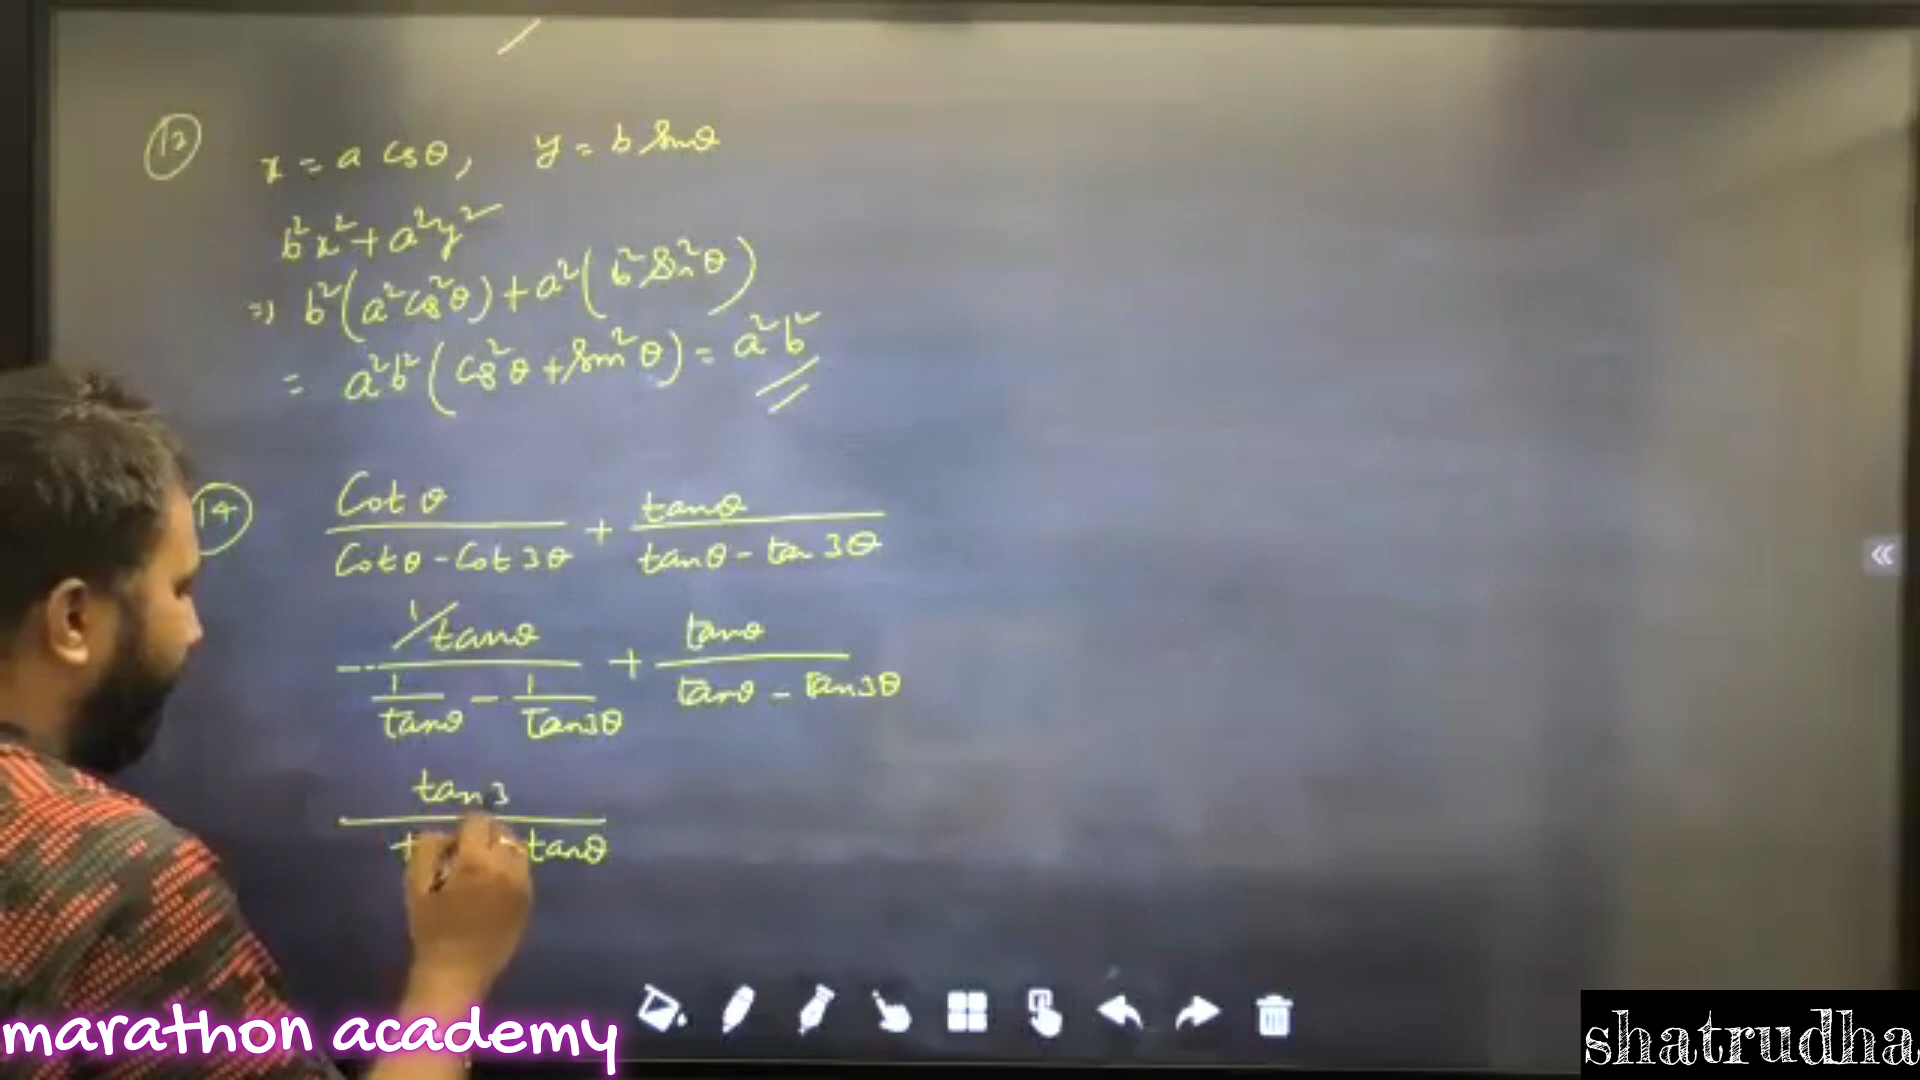 13
x = a cosθ, y = b sinθ
b²x² + a²y²
⇒ b²(a²cos²θ) + a²(b²sin²θ)
= a²b²(cos²θ + sin²θ) = a²b²
14
Cotθ/(Cotθ - Cot3θ) + tanθ/(tanθ - tan3θ)
(1/tanθ)/(1/tanθ - 1/tan3θ) + tanθ/(tanθ - tan3θ)
tan3
tanθ
marathon academy
shatrudha